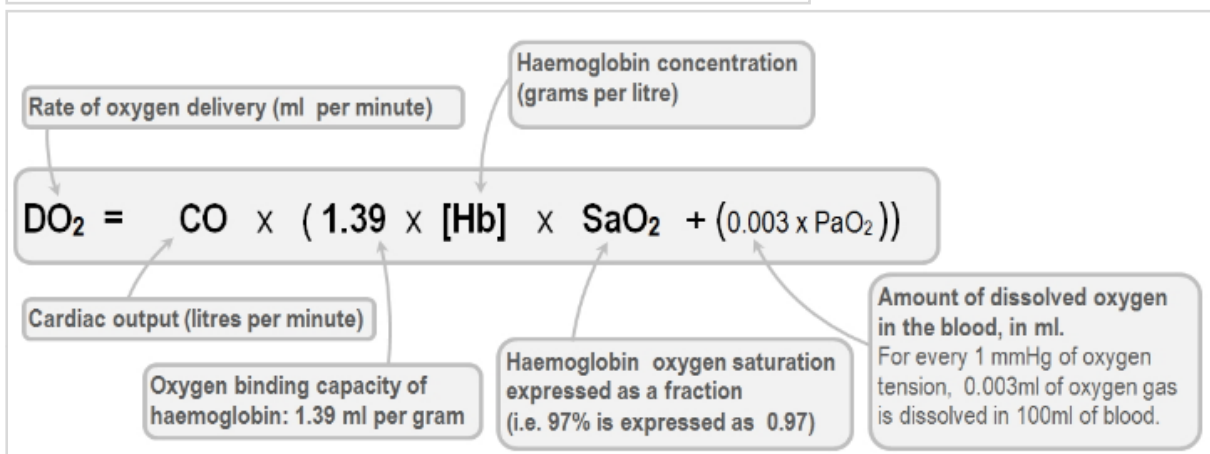 Haemoglobin concentration
(grams per litre)
Rate of oxygen delivery (ml per minute)
DO₂ = CO x ( 1.39 x [Hb] x SaO₂ + (0.003 x PaO₂))
Cardiac output (litres per minute)
Oxygen binding capacity of
haemoglobin: 1.39 ml per gram
Haemoglobin oxygen saturation
expressed as a fraction
(i.e. 97% is expressed as 0.97)
Amount of dissolved oxygen
in the blood, in ml.
For every 1 mmHg of oxygen
tension, 0.003ml of oxygen gas
is dissolved in 100ml of blood.